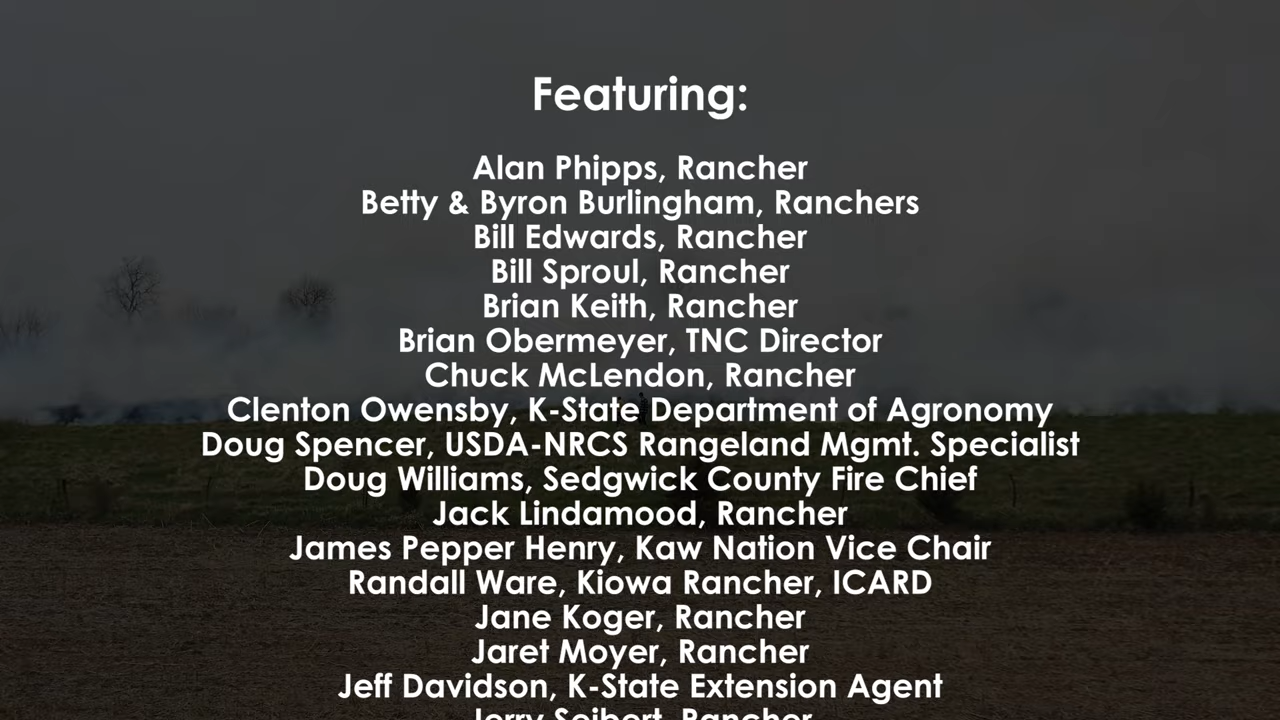 Featuring:
Alan Phipps, Rancher
Betty & Byron Burlingham, Ranchers
Bill Edwards, Rancher
Bill Sproul, Rancher
Brian Keith, Rancher
Brian Obermeyer, TNC Director
Chuck McLendon, Rancher
Clenton Owensby, K-State Department of Agronomy
Doug Spencer, USDA-NRCS Rangeland Mgmt. Specialist
Doug Williams, Sedgwick County Fire Chief
Jack Lindamood, Rancher
James Pepper Henry, Kaw Nation Vice Chair
Randall Ware, Kiowa Rancher, ICARD
Jane Koger, Rancher
Jaret Moyer, Rancher
Jeff Davidson, K-State Extension Agent
Jerry Seibert, Rancher